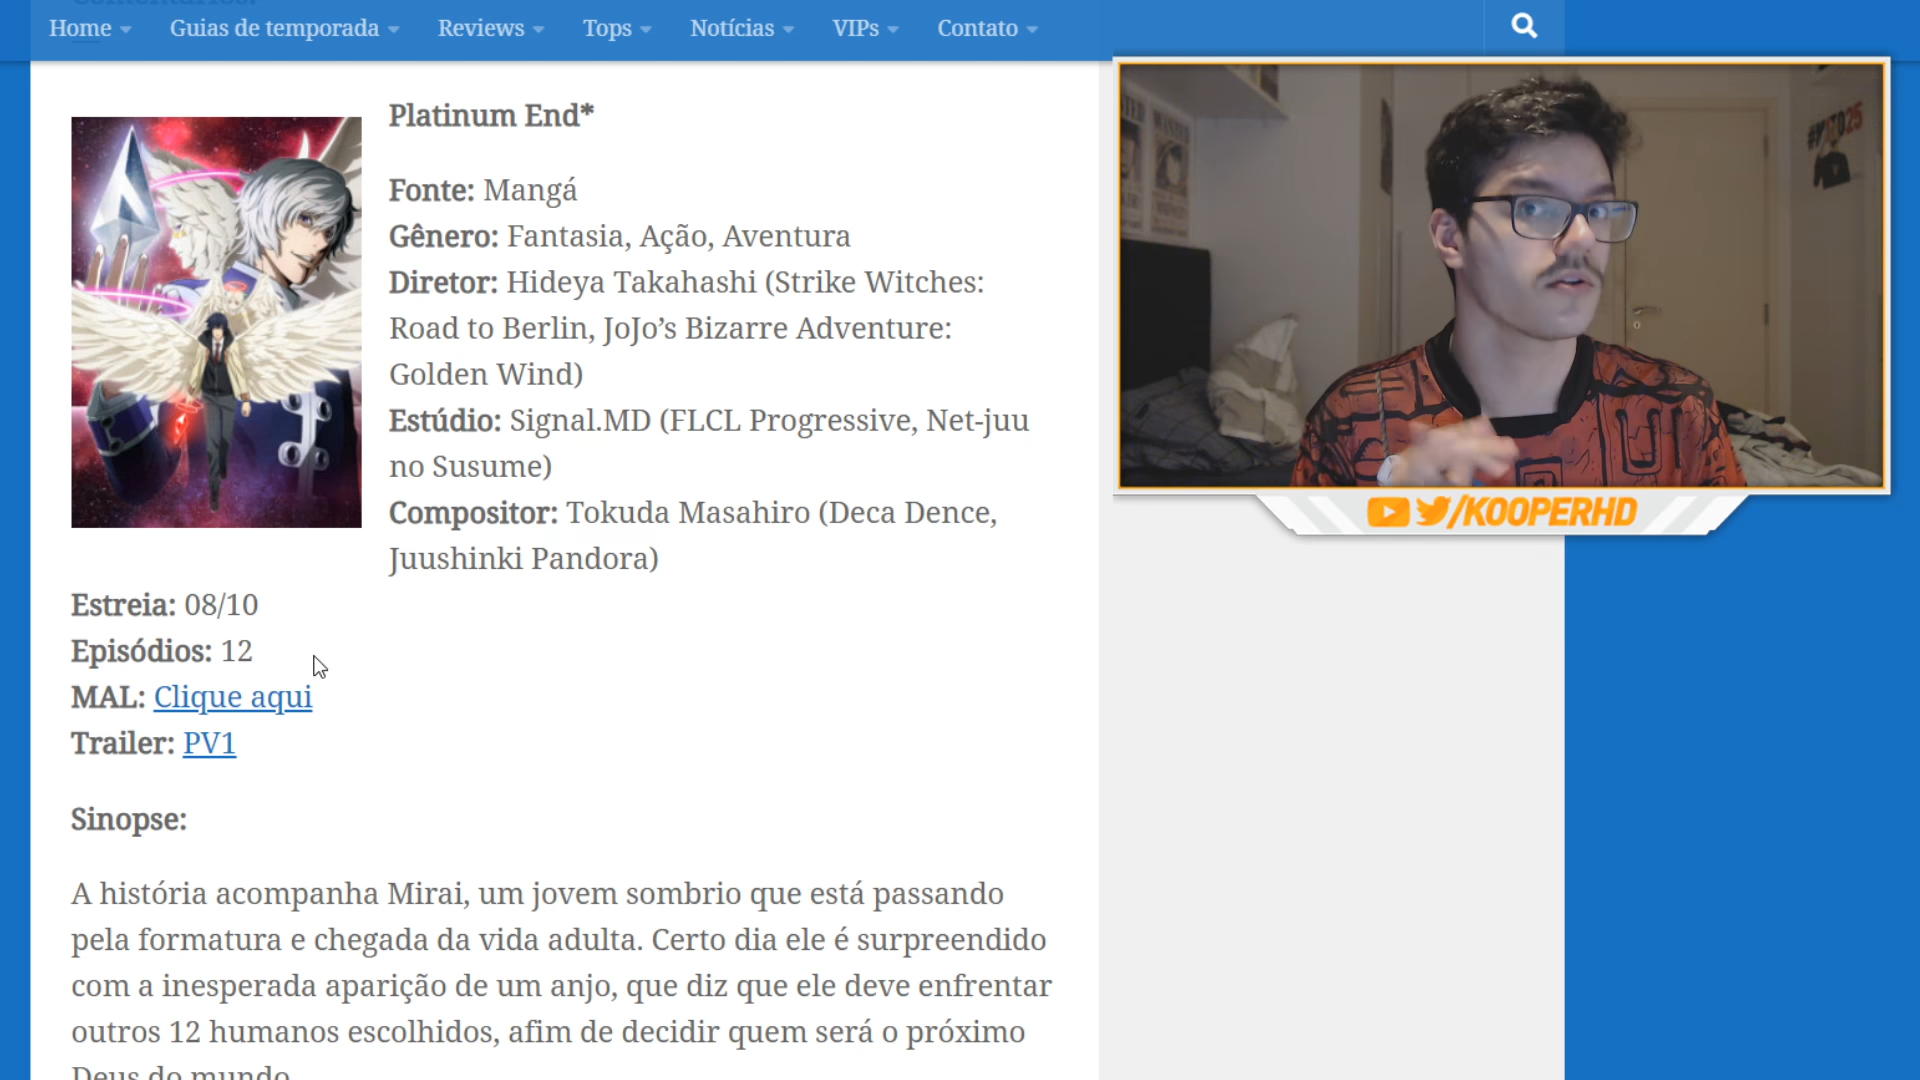 Home
Guias de temporada
Reviews
Tops
Notícias
VIPs
Contato
Platinum End*
Fonte: Mangá
Gênero: Fantasia, Ação, Aventura
Diretor: Hideya Takahashi (Strike Witches:
Road to Berlin, JoJo’s Bizarre Adventure:
Golden Wind)
Estúdio: Signal.MD (FLCL Progressive, Net-juu
no Susume)
Compositor: Tokuda Masahiro (Deca Dence,
Juushinki Pandora)
Estreia: 08/10
Episódios: 12
MAL: Clique aqui
Trailer: PV1
Sinopse:
A história acompanha Mirai, um jovem sombrio que está passando
pela formatura e chegada da vida adulta. Certo dia ele é surpreendido
com a inesperada aparição de um anjo, que diz que ele deve enfrentar
outros 12 humanos escolhidos, afim de decidir quem será o próximo
Deus do mundo.
WANTED
/KOOPERHD